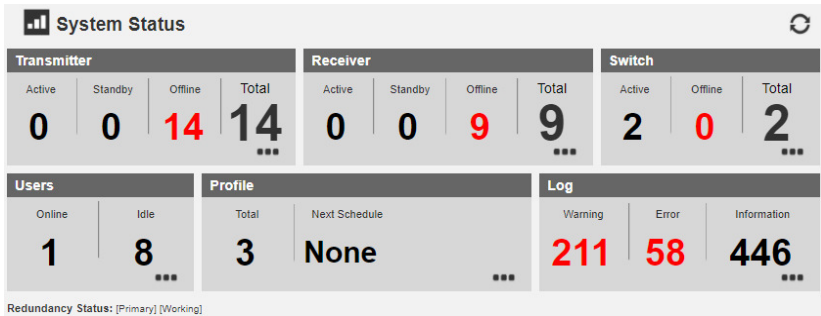 System Status
Transmitter Receiver Switch
Active Standby Offline Total Active Standby Offline Total Active Offline Total
0 0 14 14 0 0 9 9 2 0 2
Users Profile Log
Online Idle Total Next Schedule Warning Error Information
1 8 3 None 211 58 446
Redundancy Status: [Primary] [Working]